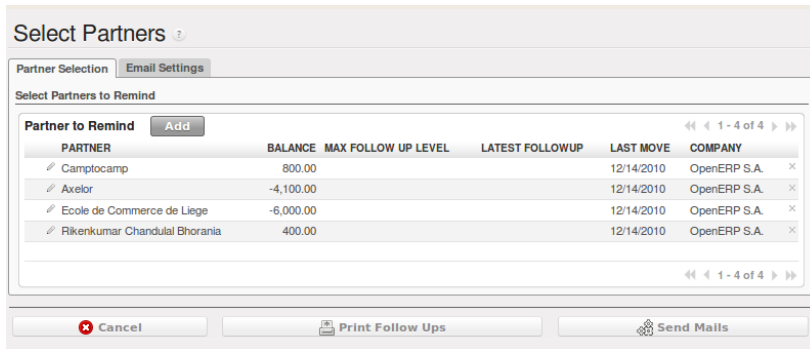 Select Partners ?
Partner Selection Email Settings
Select Partners to Remind
Partner to Remind Add 1 - 4 of 4
PARTNER BALANCE MAX FOLLOW UP LEVEL LATEST FOLLOWUP LAST MOVE COMPANY
Camptocamp 800.00 12/14/2010 OpenERP S.A.
Axelor -4,100.00 12/14/2010 OpenERP S.A.
Ecole de Commerce de Liege -6,000.00 12/14/2010 OpenERP S.A.
Rikenkumar Chandulal Bhorania 400.00 12/14/2010 OpenERP S.A.
1 - 4 of 4
Cancel Print Follow Ups Send Mails